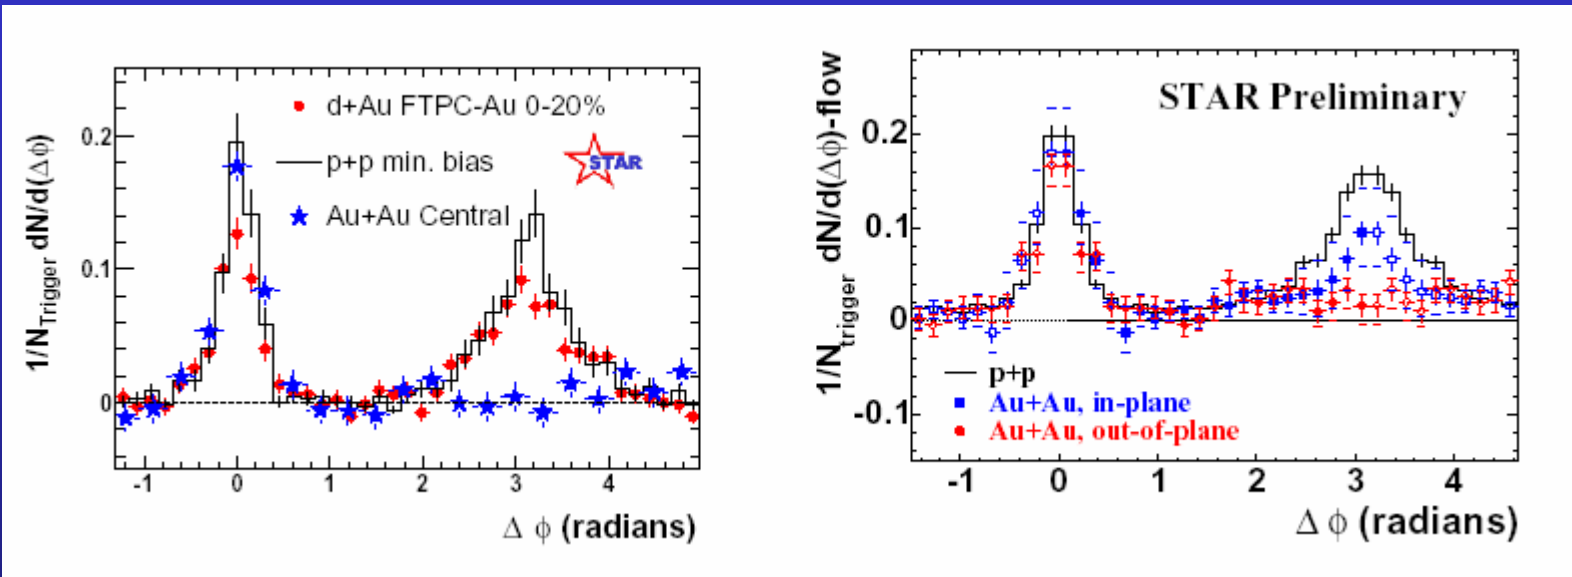 d+Au FTPC-Au 0-20%
p+p min. bias
Au+Au Central
STAR
1/N_Trigger dN/d(Δφ)
0.2
0.1
0
-1 0 1 2 3 4
Δ φ (radians)
STAR Preliminary
1/N_trigger dN/d(Δφ)-flow
0.2
0.1
0
-0.1
p+p
Au+Au, in-plane
Au+Au, out-of-plane
-1 0 1 2 3 4
Δ φ (radians)